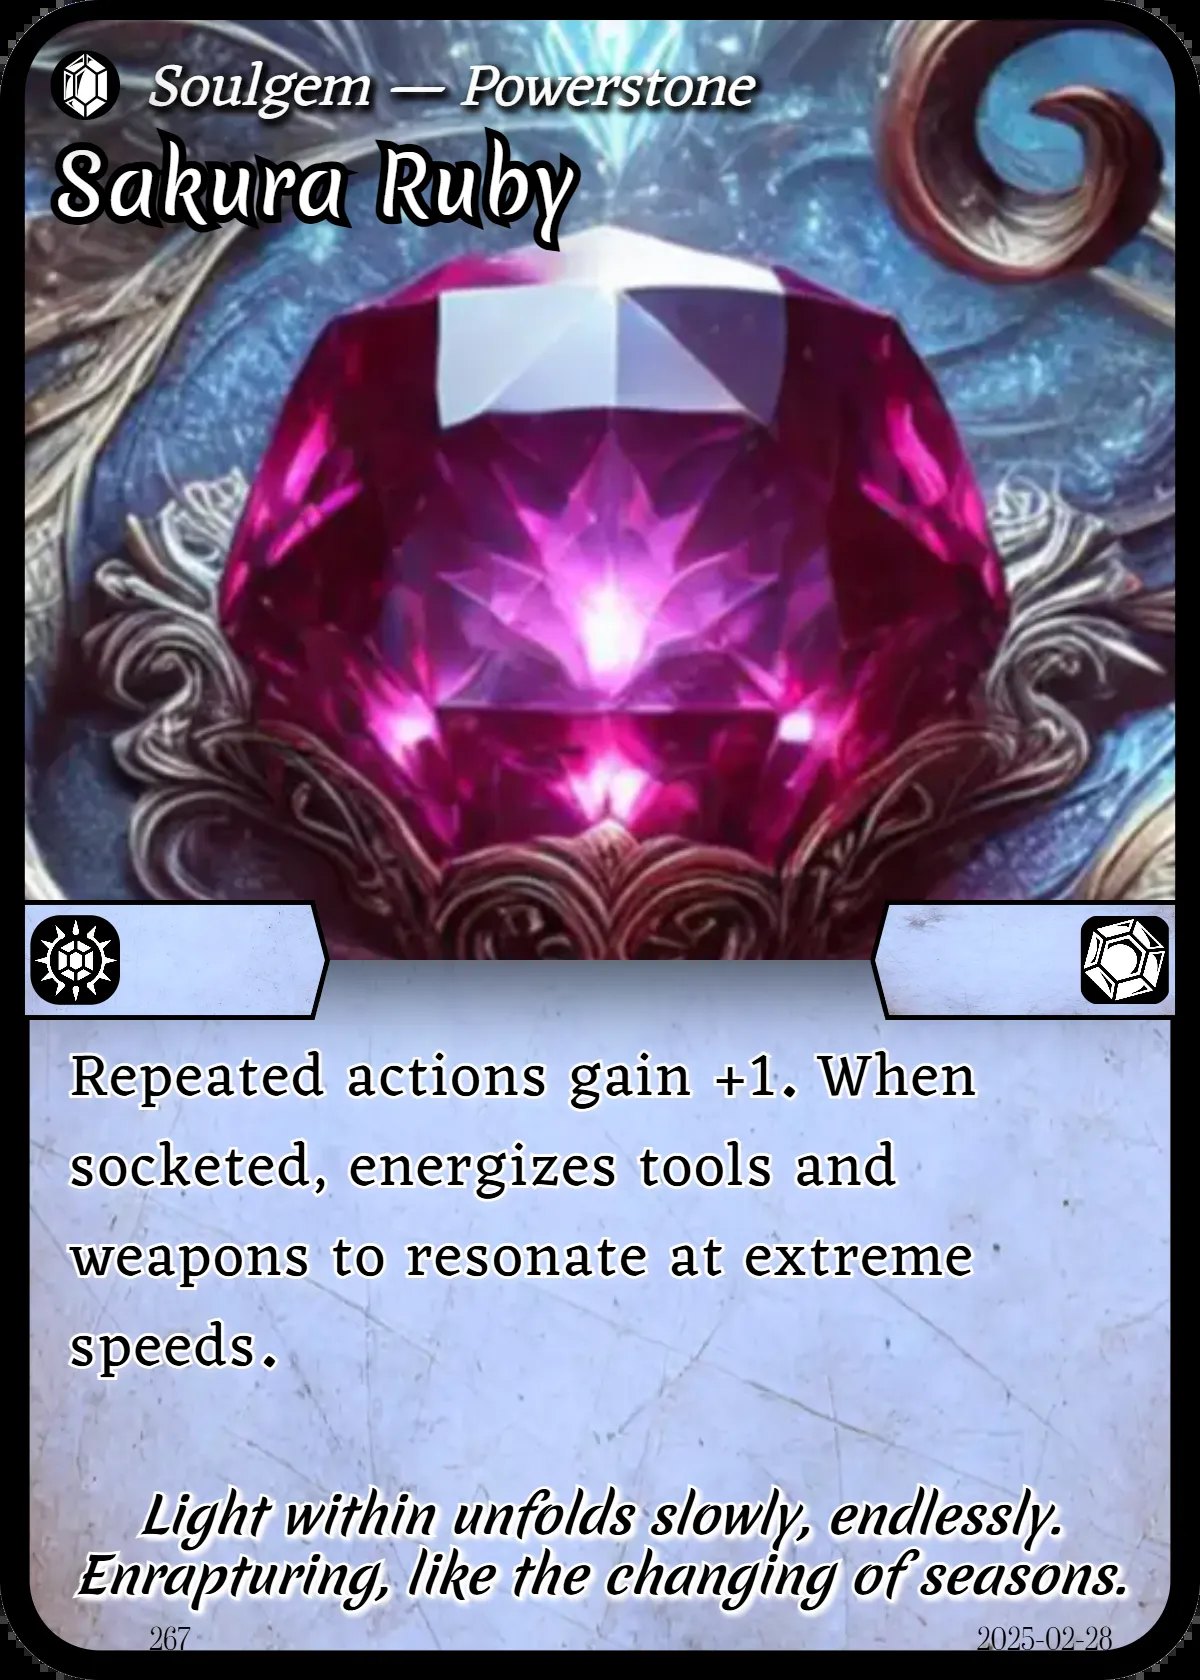 Soulgem — Powerstone
Sakura Ruby
Repeated actions gain +1. When
socketed, energizes tools and
weapons to resonate at extreme
speeds.
Light within unfolds slowly, endlessly.
Enrapturing, like the changing of seasons.
267
2025-02-28